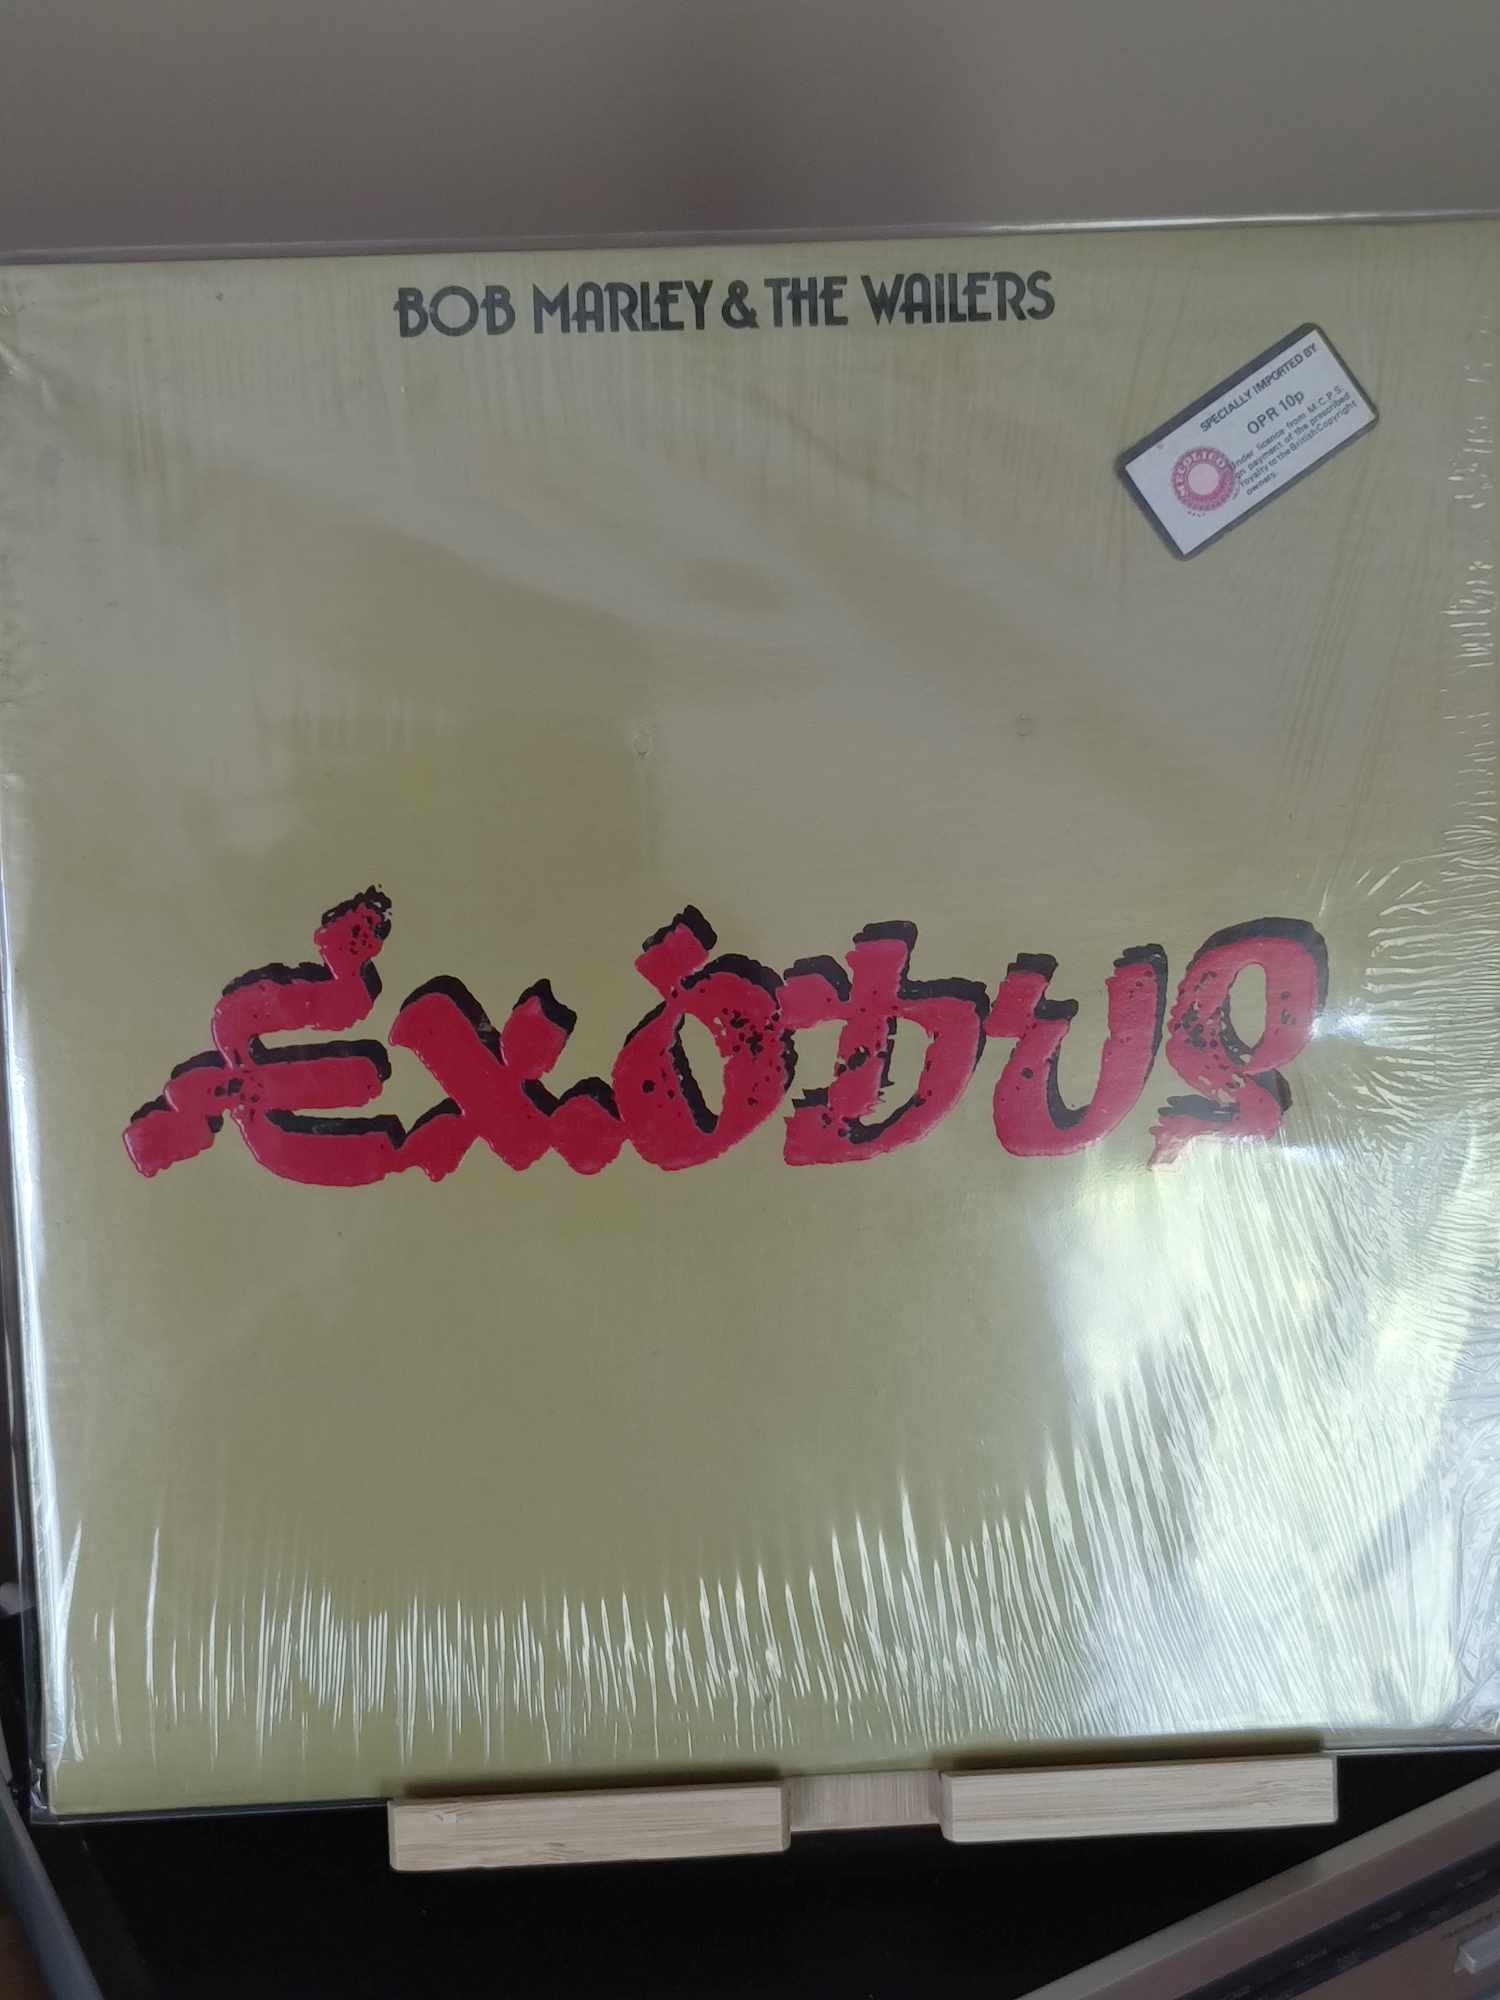 BOB MARLEY & THE WAILERS
SPECIALLY IMPORTED BY
OPR 10p
Under licence from M.C.P.S.
on payment of the prescribed
royalty to the British Copyright
owners.
Exodus